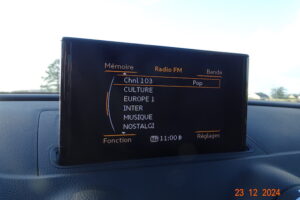 Mémoire Radio FM Bande
Chnl 103 Pop
CULTURE
EUROPE 1
INTER
MUSIQUE
NOSTALGI
Fonction 11:00 Réglages
23 12 2024